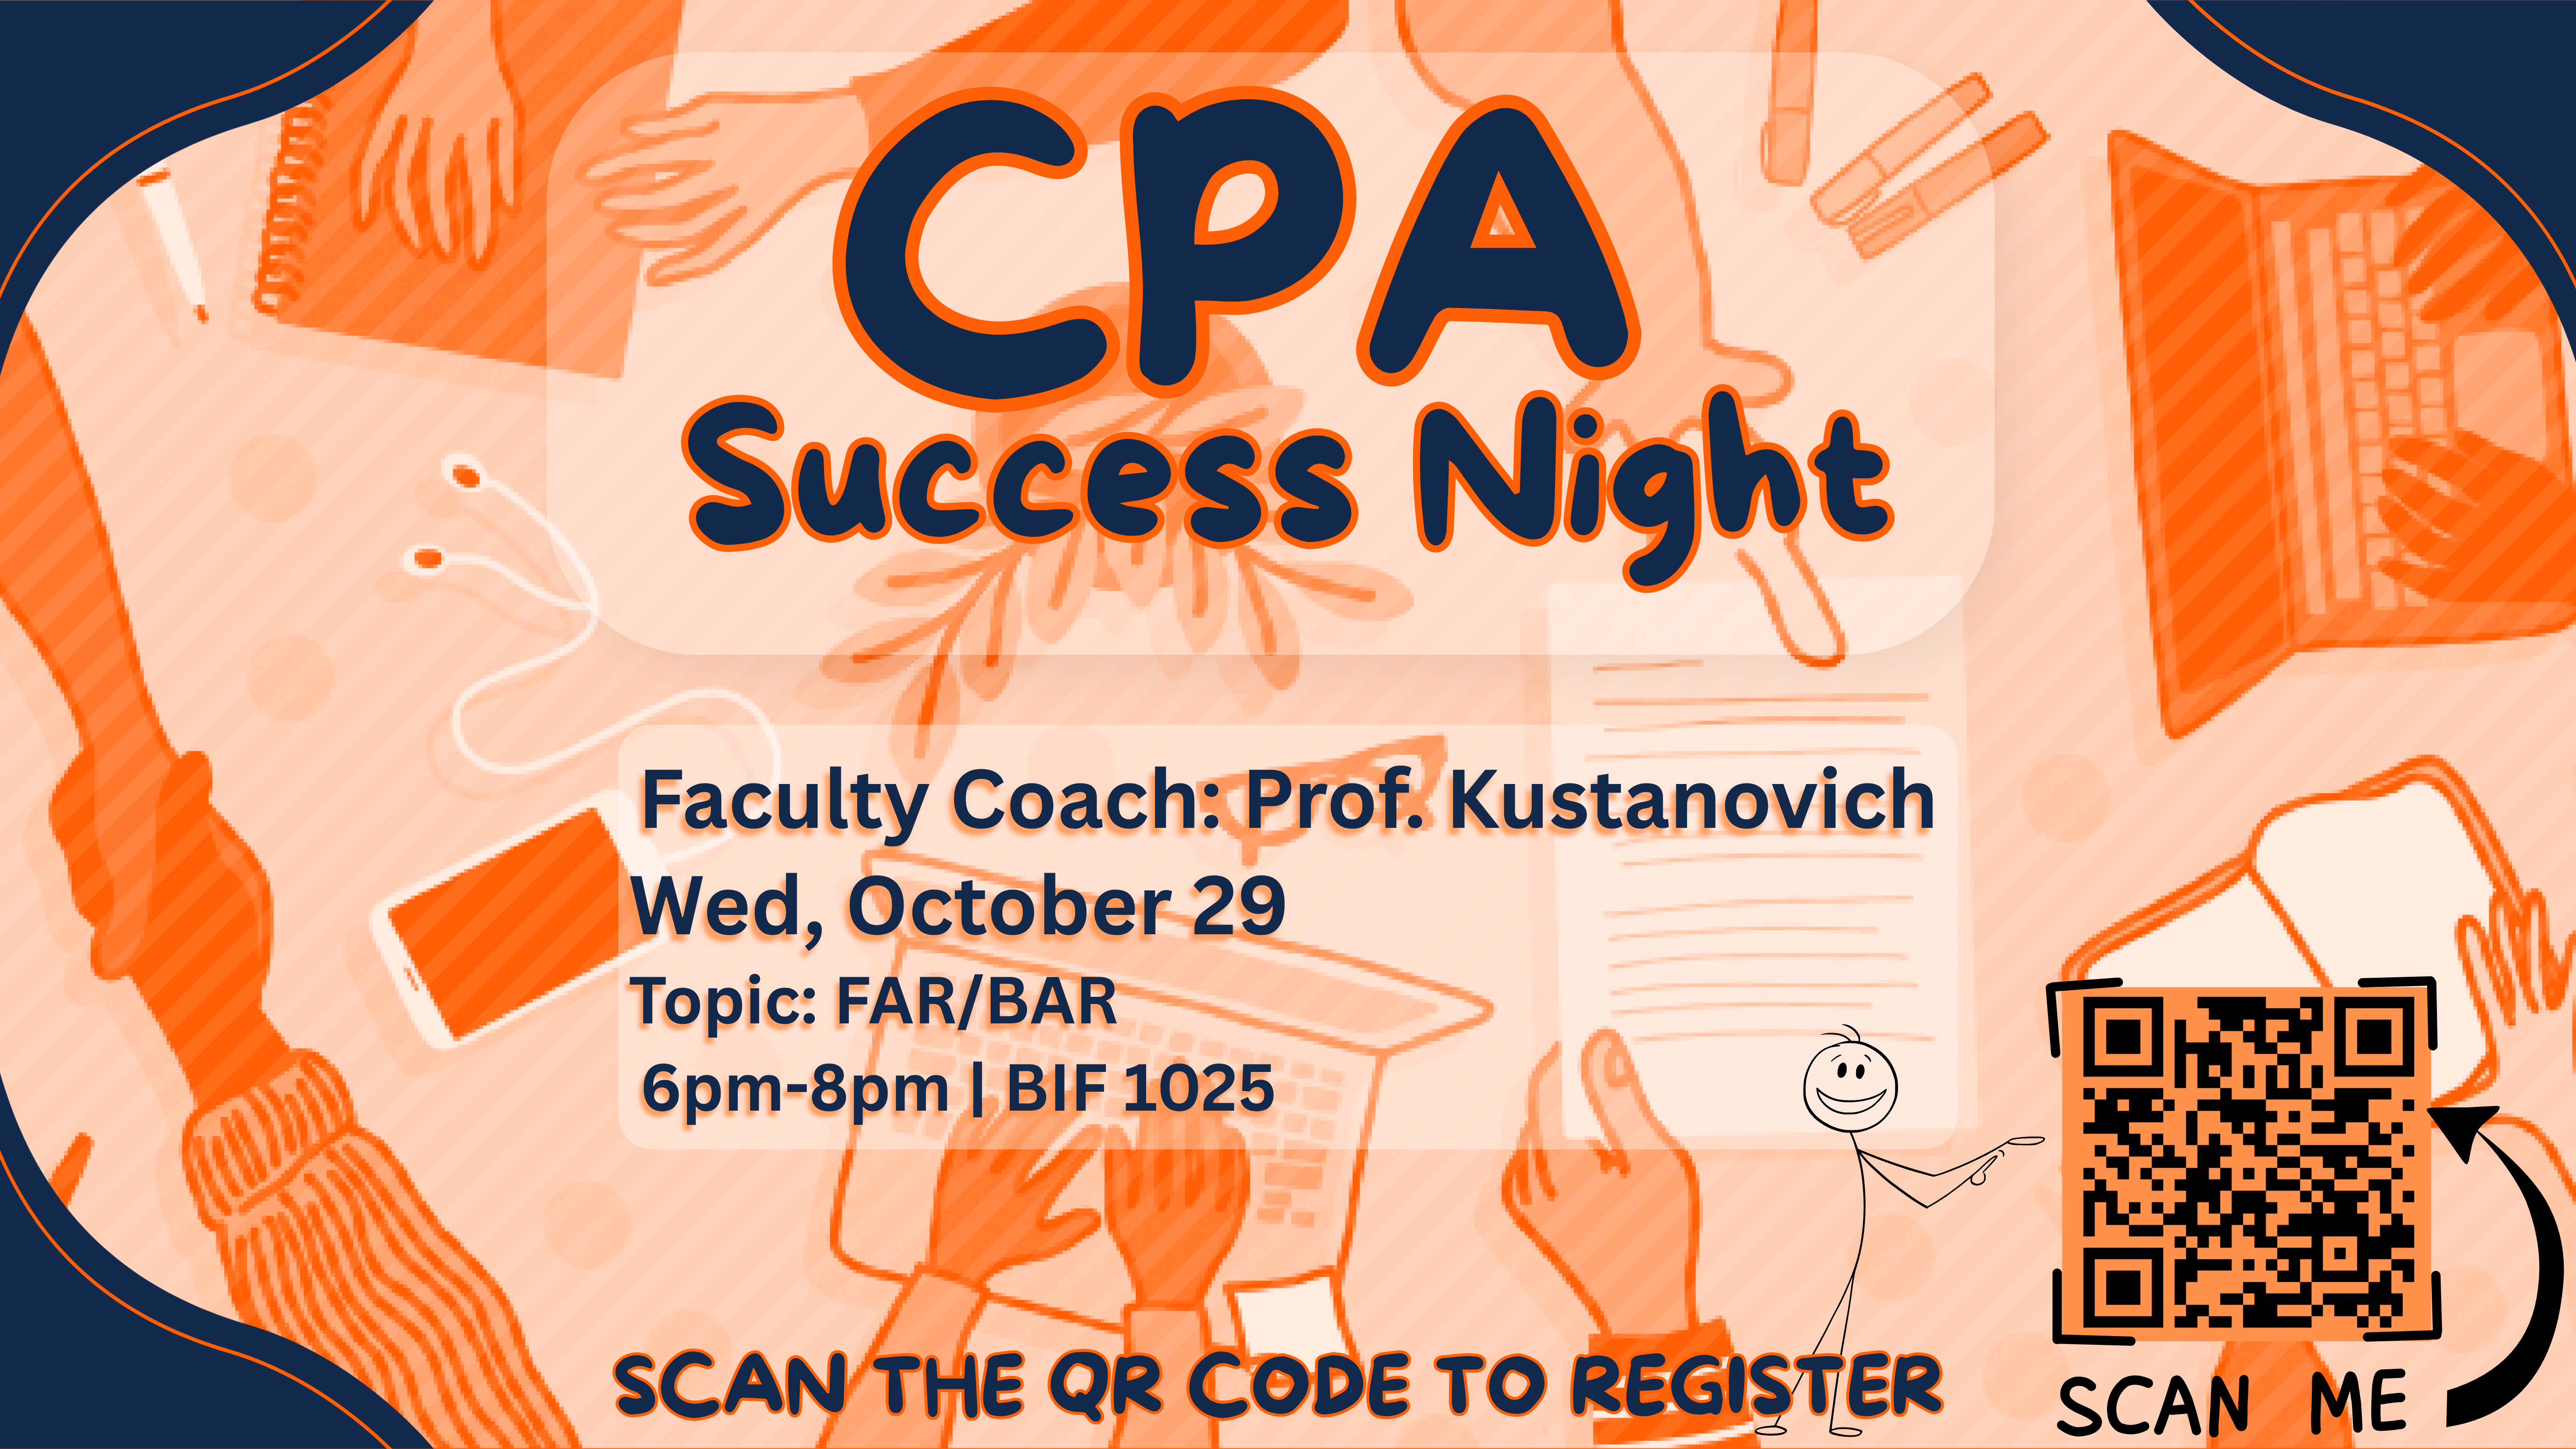 CPA
Success Night
Faculty Coach: Prof. Kustanovich
Wed, October 29
Topic: FAR/BAR
6pm-8pm | BIF 1025
SCAN THE QR CODE TO REGISTER
SCAN ME